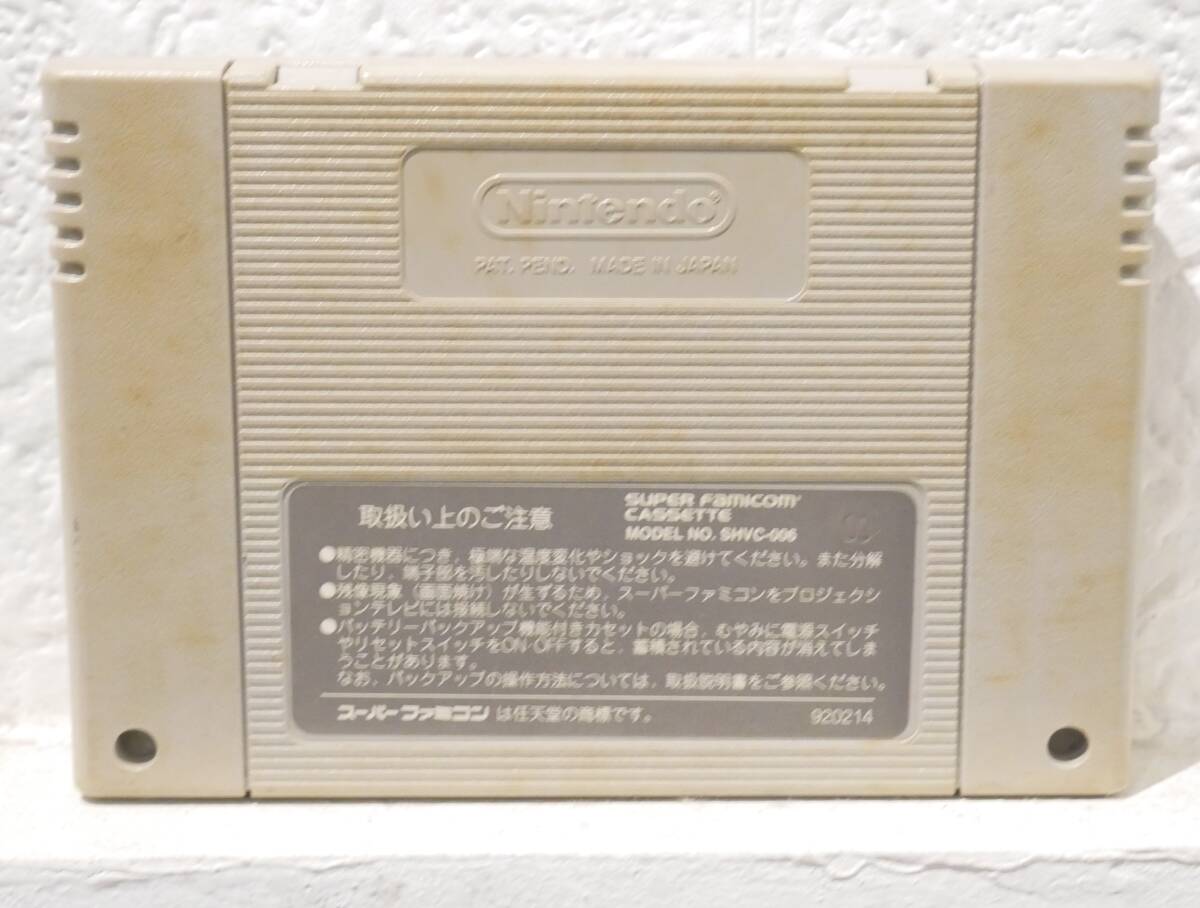 Nintendo®
PAT. PEND. MADE IN JAPAN
取扱い上のご注意
SUPER FAMICOM
CASSETTE
MODEL NO. SHVC-006
●精密機器につき、極端な温度変化やショックを避けてください。また分解
したり、端子部を汚したりしないでください。
●残像現象(画面焼け)が生ずるため、スーパーファミコンをプロジェクシ
ョンテレビには接続しないでください。
●バッテリーバックアップ機能付きカセットの場合、むやみに電源スイッチ
やリセットスイッチをON・OFFすると、蓄積されている内容が消えてしま
うことがあります。
なお、バックアップの操作方法については、取扱説明書をご参照ください。
スーパーファミコンは任天堂の商標です。
920214